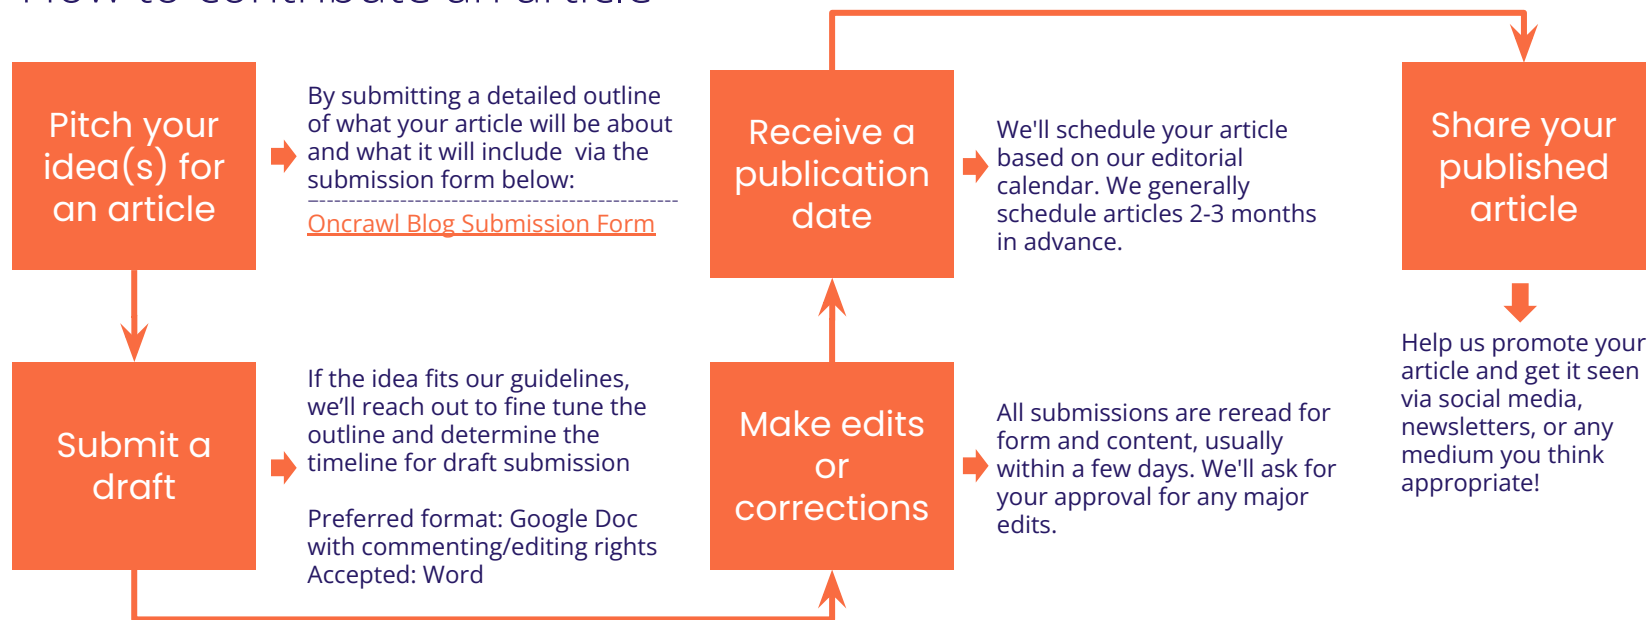 How to contribute an article
Pitch your
idea(s) for
an article
By submitting a detailed outline
of what your article will be about
and what it will include  via the
submission form below:
--------------------------------------------------
Oncrawl Blog Submission Form
Submit a
draft
If the idea fits our guidelines,
we’ll reach out to fine tune the
outline and determine the
timeline for draft submission
Preferred format: Google Doc
with commenting/editing rights
Accepted: Word
Make edits
or
corrections
All submissions are reread for
form and content, usually
within a few days. We'll ask for
your approval for any major
edits.
Receive a
publication
date
We'll schedule your article
based on our editorial
calendar. We generally
schedule articles 2-3 months
in advance.
Share your
published
article
Help us promote your
article and get it seen
via social media,
newsletters, or any
medium you think
appropriate!